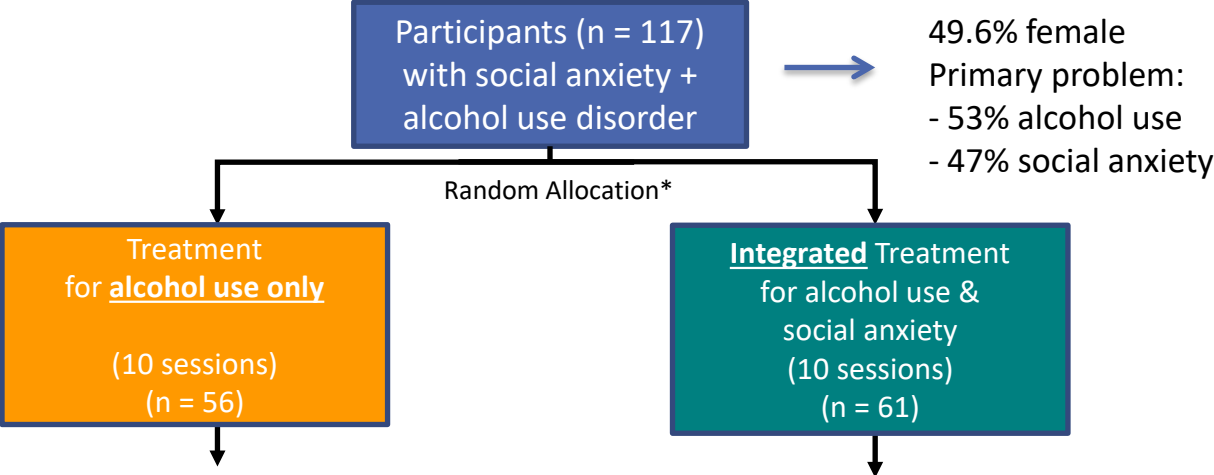 Participants (n = 117)
with social anxiety +
alcohol use disorder
49.6% female
Primary problem:
- 53% alcohol use
- 47% social anxiety
Random Allocation*
Treatment
for alcohol use only
(10 sessions)
(n = 56)
Integrated Treatment
for alcohol use &
social anxiety
(10 sessions)
(n = 61)